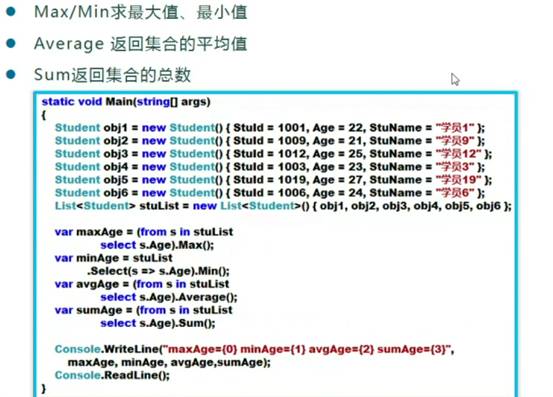 Max/Min求最大值、最小值
Average 返回集合的平均值
Sum返回集合的总数
static void Main(string[] args)
{
Student obj1 = new Student() { StuId = 1001, Age = 22, StuName = "学员1" };
Student obj2 = new Student() { StuId = 1009, Age = 21, StuName = "学员9" };
Student obj3 = new Student() { StuId = 1012, Age = 25, StuName = "学员12" };
Student obj4 = new Student() { StuId = 1003, Age = 23, StuName = "学员3" };
Student obj5 = new Student() { StuId = 1019, Age = 27, StuName = "学员19" };
Student obj6 = new Student() { StuId = 1006, Age = 24, StuName = "学员6" };
List<Student> stuList = new List<Student>() { obj1, obj2, obj3, obj4, obj5, obj6 };
var maxAge = (from s in stuList
select s.Age).Max();
var minAge = stuList
.Select(s => s.Age).Min();
var avgAge = (from s in stuList
select s.Age).Average();
var sumAge = (from s in stuList
select s.Age).Sum();
Console.WriteLine("maxAge={0} minAge={1} avgAge={2} sumAge={3}",
maxAge, minAge, avgAge,sumAge);
Console.ReadLine();
}